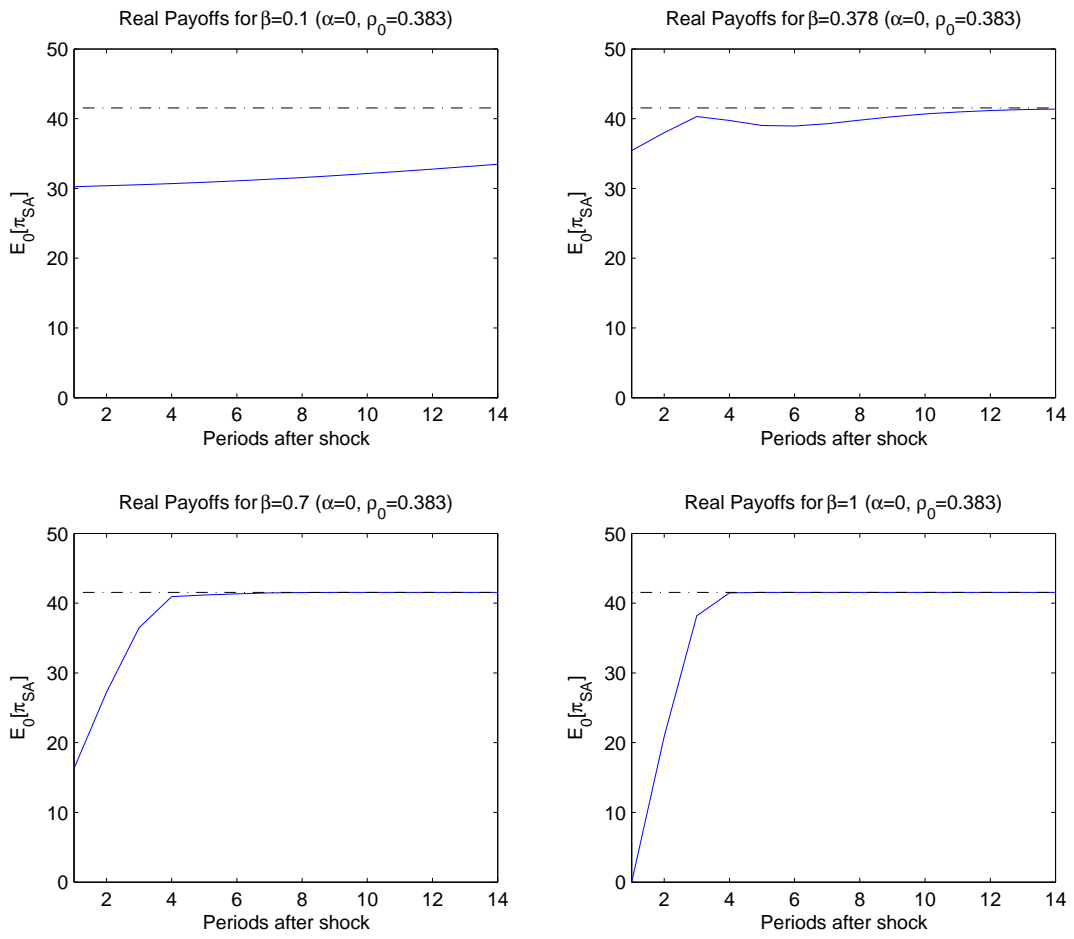 Real Payoffs for β=0.1 (α=0, ρ₀=0.383)
50
40
30
20
10
0
E₀[π_SA]
2 4 6 8 10 12 14
Periods after shock
Real Payoffs for β=0.378 (α=0, ρ₀=0.383)
50
40
30
20
10
0
E₀[π_SA]
2 4 6 8 10 12 14
Periods after shock
Real Payoffs for β=0.7 (α=0, ρ₀=0.383)
50
40
30
20
10
0
E₀[π_SA]
2 4 6 8 10 12 14
Periods after shock
Real Payoffs for β=1 (α=0, ρ₀=0.383)
50
40
30
20
10
0
E₀[π_SA]
2 4 6 8 10 12 14
Periods after shock